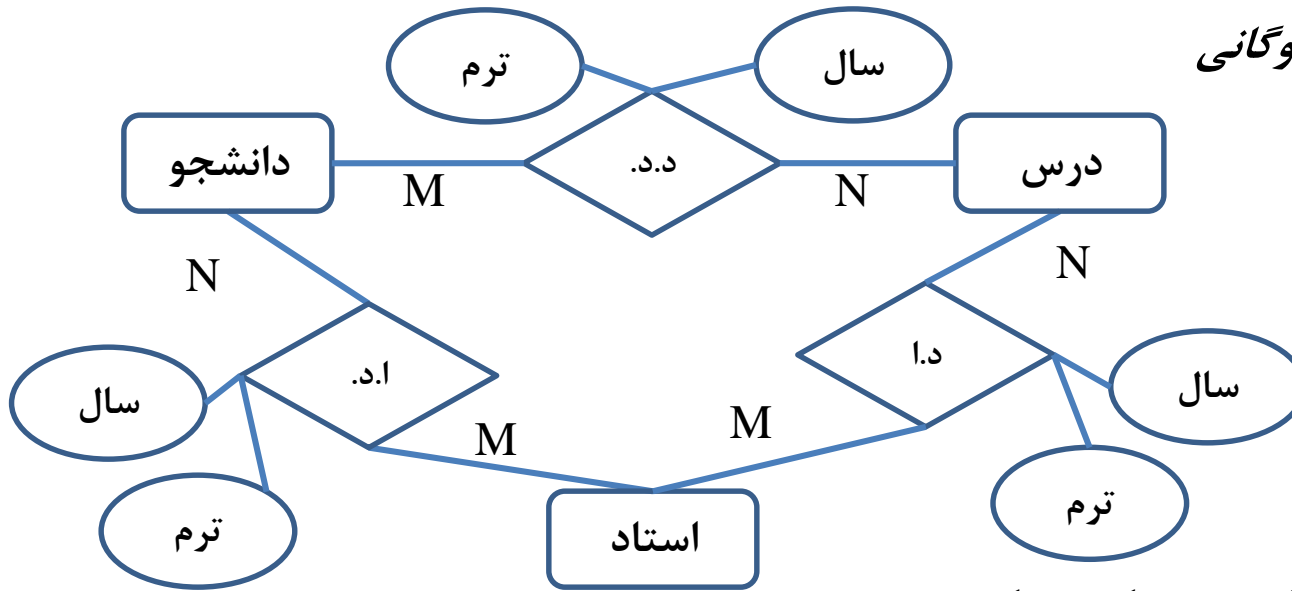 وگانی
سال
ترم
درس
N
د.د.
M
دانشجو
N
N
سال
د.ا
ا.د.
سال
M
M
ترم
استاد
ترم